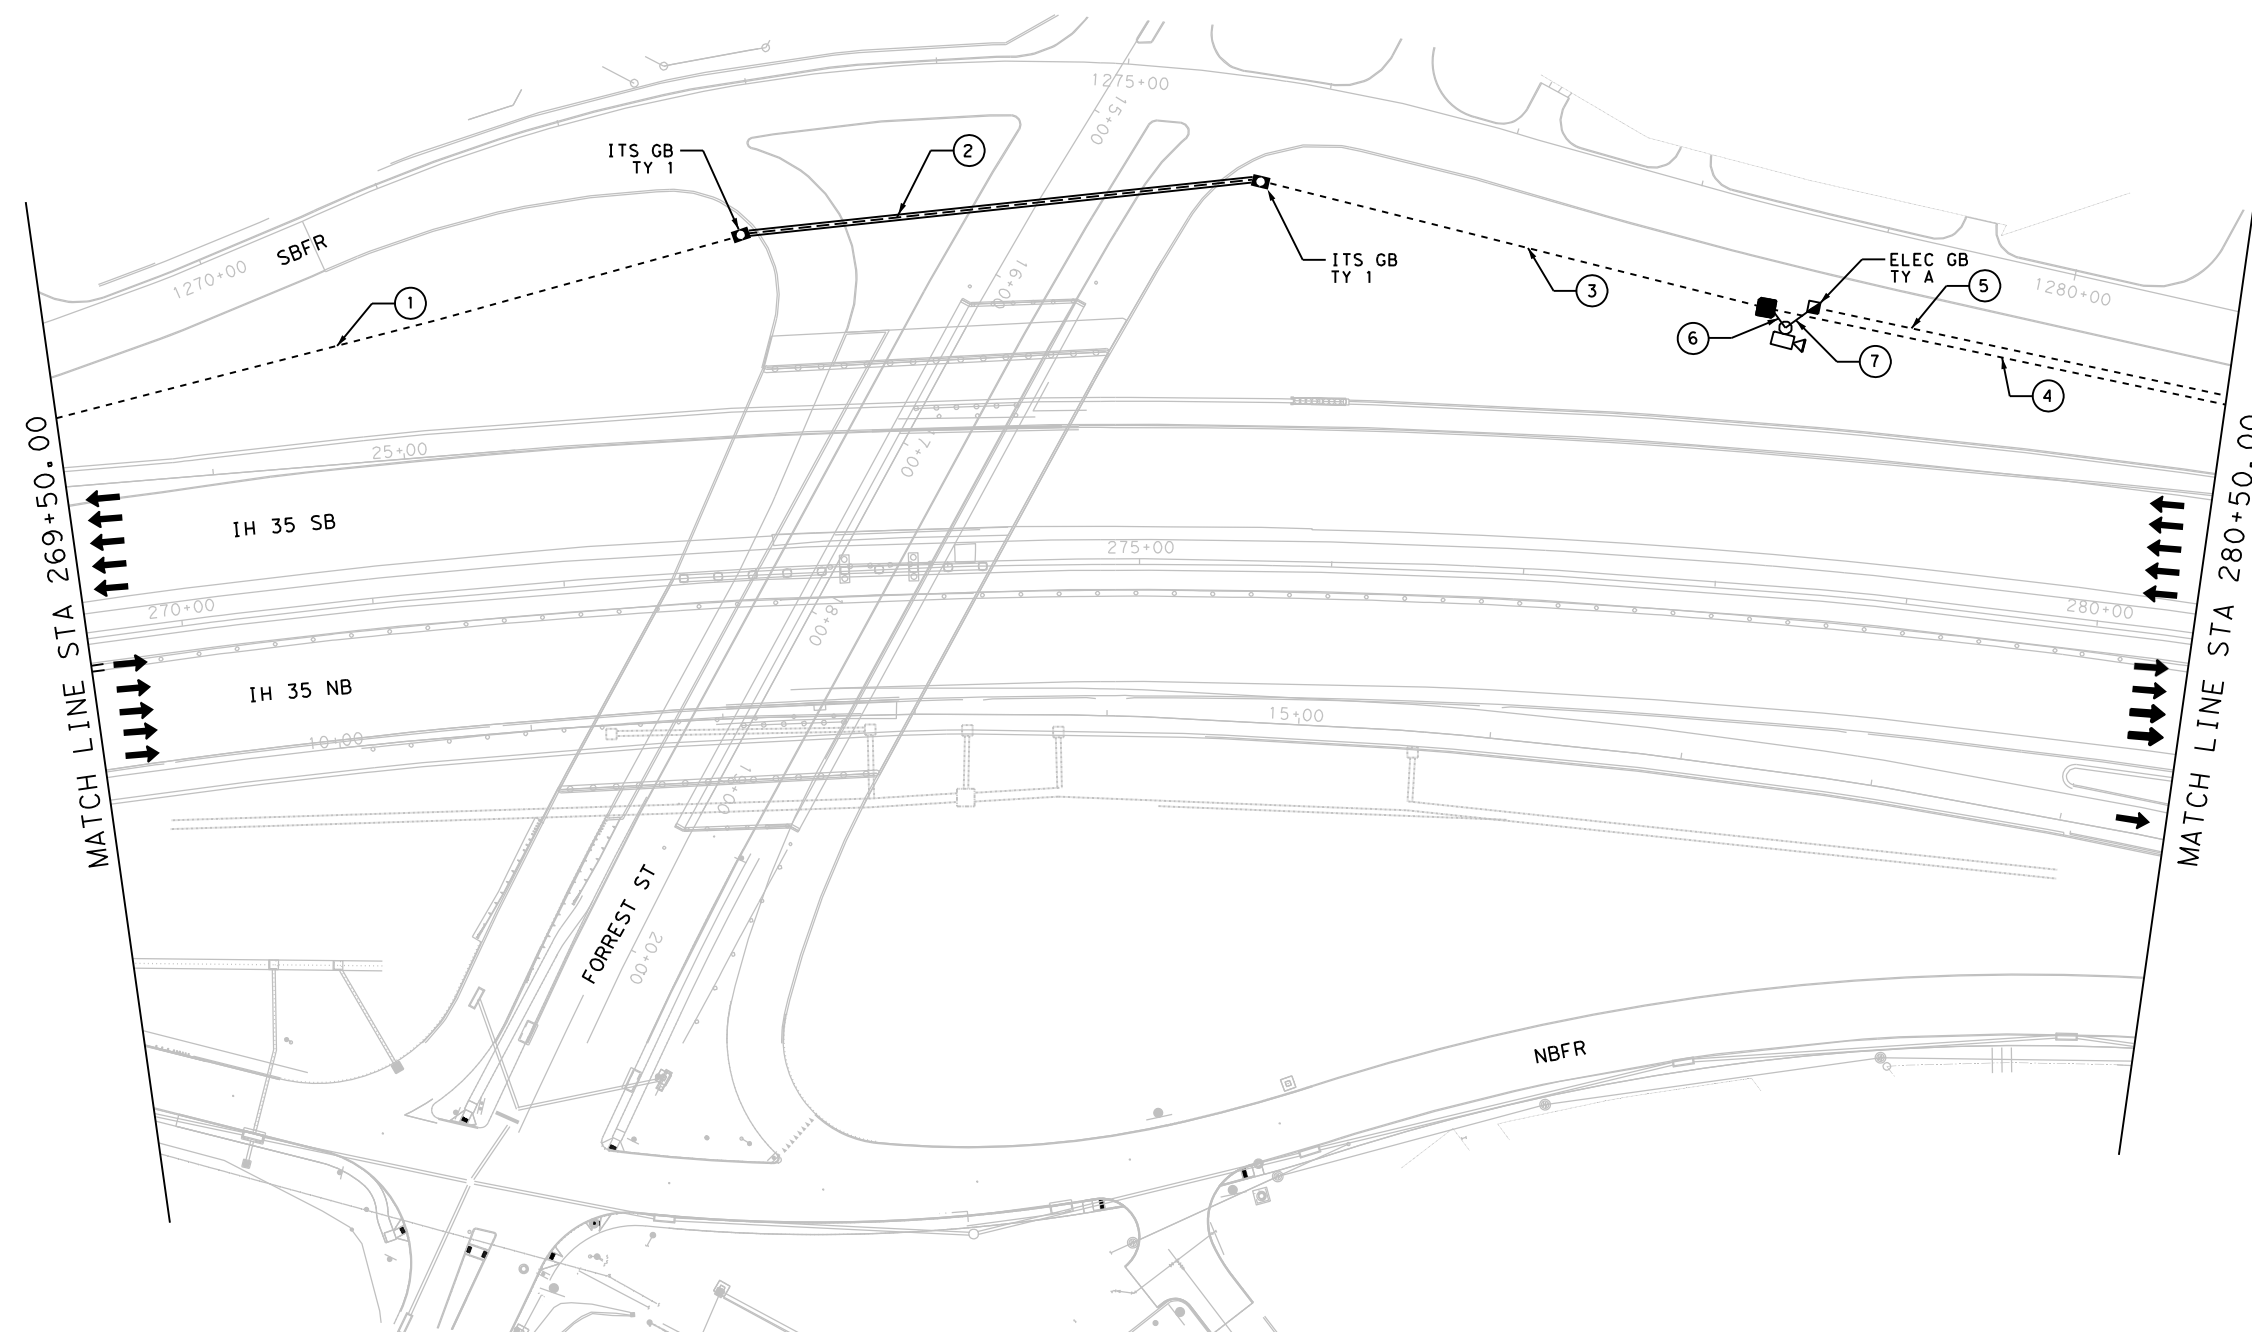 1275+00
15+00
ITS GB
TY 1
2
SBFR
1270+00
1
16+00
ITS GB
TY 1
3
ELEC GB
TY A
5
1280+00
6
7
4
MATCH LINE STA 269+50.00
25+00
17+00
IH 35 SB
275+00
270+00
18+00
280+00
IH 35 NB
10+00
15+00
MATCH LINE STA 280+50.00
FORREST ST
20+00
NBFR